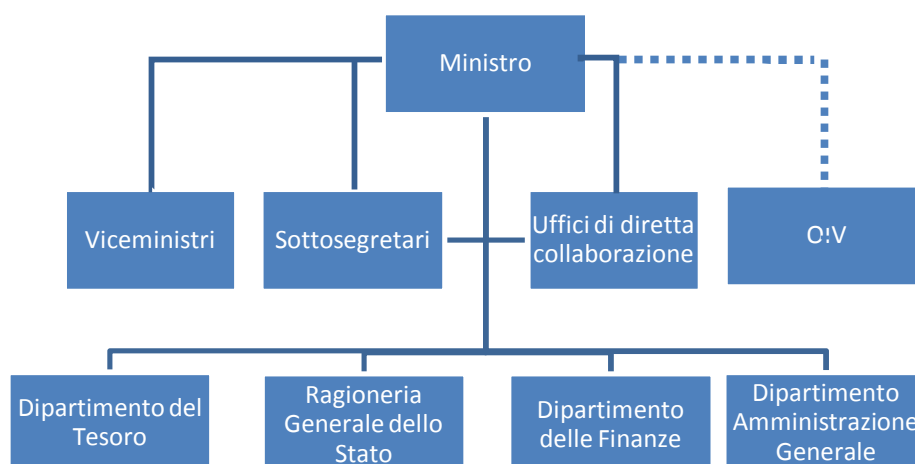 Ministro
Viceministri
Sottosegretari
Uffici di diretta
collaborazione
OIV
Dipartimento del
Tesoro
Ragioneria
Generale dello
Stato
Dipartimento
delle Finanze
Dipartimento
Amministrazione
Generale